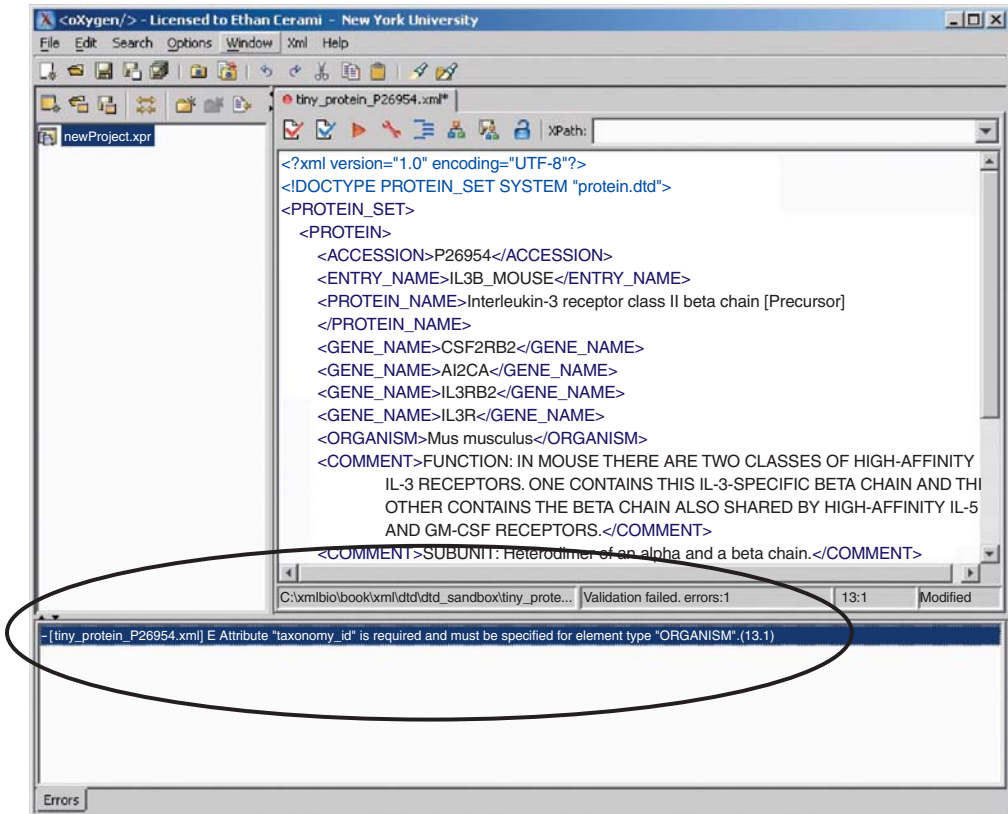 <oXygen/> - Licensed to Ethan Cerami - New York University
File Edit Search Options Window Xml Help
tiny_protein_P26954.xml*
newProject.xpr
XPath:
<?xml version="1.0" encoding="UTF-8"?>
<!DOCTYPE PROTEIN_SET SYSTEM "protein.dtd">
<PROTEIN_SET>
<PROTEIN>
<ACCESSION>P26954</ACCESSION>
<ENTRY_NAME>IL3B_MOUSE</ENTRY_NAME>
<PROTEIN_NAME>Interleukin-3 receptor class II beta chain [Precursor]
</PROTEIN_NAME>
<GENE_NAME>CSF2RB2</GENE_NAME>
<GENE_NAME>AI2CA</GENE_NAME>
<GENE_NAME>IL3RB2</GENE_NAME>
<GENE_NAME>IL3R</GENE_NAME>
<ORGANISM>Mus musculus</ORGANISM>
<COMMENT>FUNCTION: IN MOUSE THERE ARE TWO CLASSES OF HIGH-AFFINITY
IL-3 RECEPTORS. ONE CONTAINS THIS IL-3-SPECIFIC BETA CHAIN AND
OTHER CONTAINS THE BETA CHAIN ALSO SHARED BY HIGH-AFFINITY IL-5
AND GM-CSF RECEPTORS.</COMMENT>
<COMMENT>SUBUNIT: Heterodimer of an alpha and a beta chain.</COMMENT>
C:\xmlbio\book\xml\dtd\dtd_sandbox\tiny_prote... Validation failed. errors:1 13:1 Modified
-[tiny_protein_P26954.xml] E Attribute "taxonomy_id" is required and must be specified for element type "ORGANISM".(13.1)
Errors